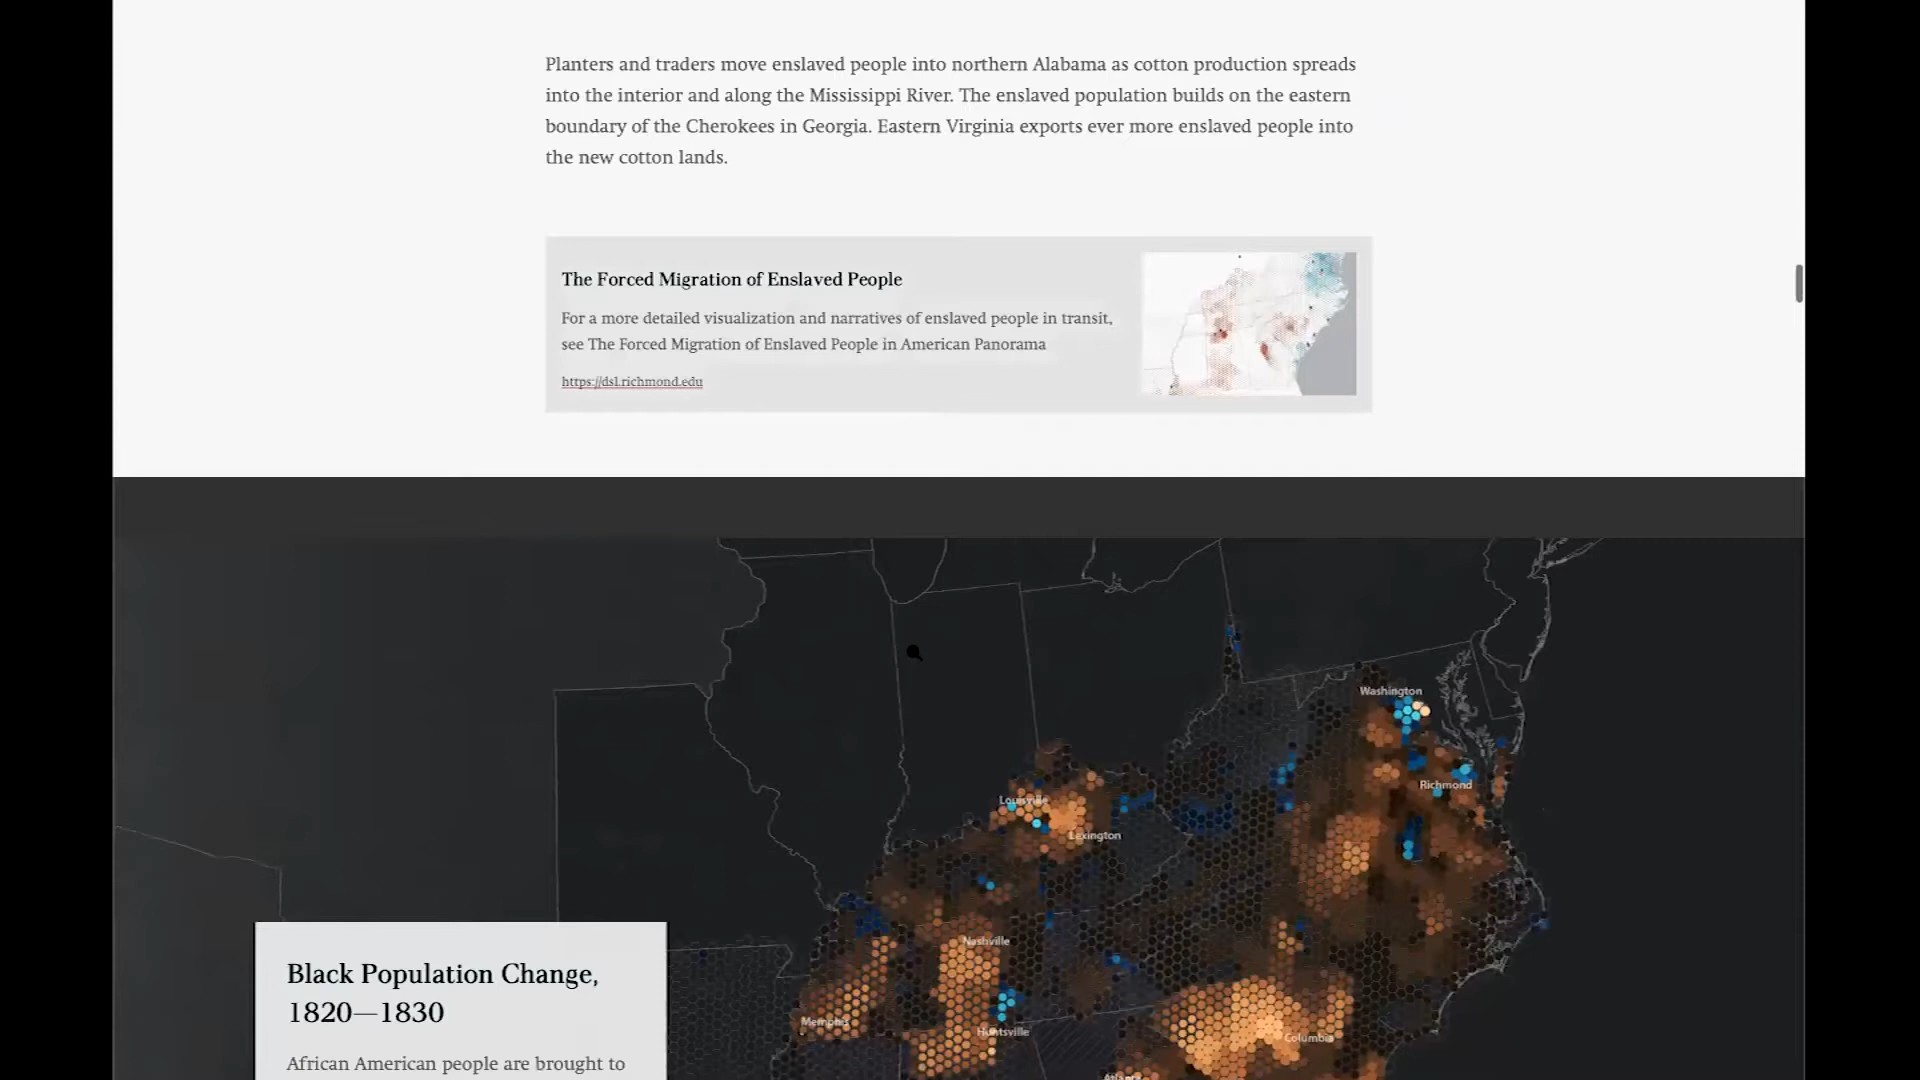 Planters and traders move enslaved people into northern Alabama as cotton production spreads
into the interior and along the Mississippi River. The enslaved population builds on the eastern
boundary of the Cherokees in Georgia. Eastern Virginia exports ever more enslaved people into
the new cotton lands.
The Forced Migration of Enslaved People
For a more detailed visualization and narratives of enslaved people in transit,
see The Forced Migration of Enslaved People in American Panorama
https://dsl.richmond.edu
Washington
Richmond
Louisville
Lexington
Nashville
Memphis
Huntsville
Columbia
Atlanta
Black Population Change,
1820—1830
African American people are brought to